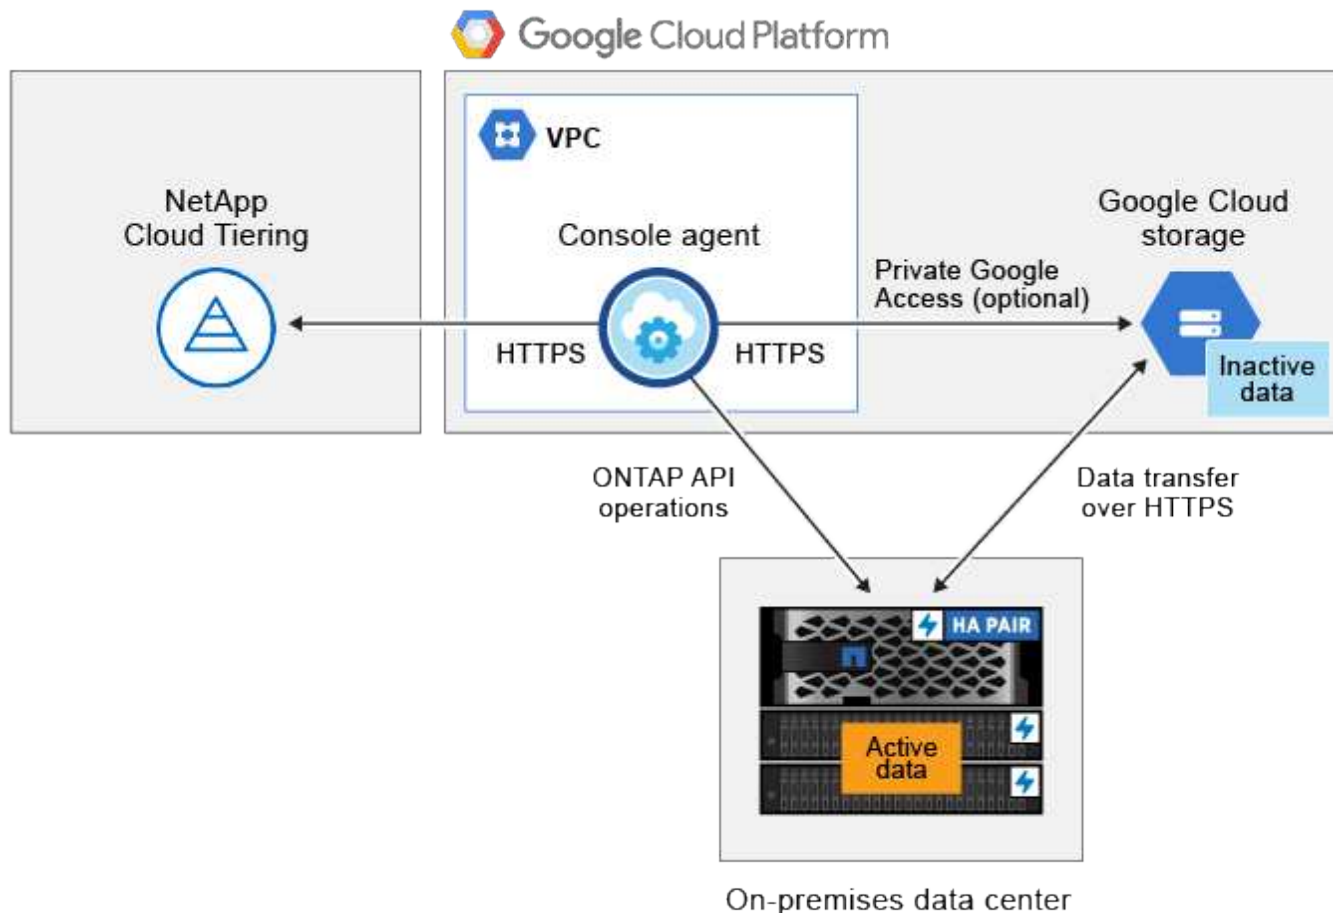 Google Cloud Platform
VPC
NetApp
Cloud Tiering
Console agent
Google Cloud
storage
Private Google
Access (optional)
HTTPS
HTTPS
Inactive
data
ONTAP API
operations
Data transfer
over HTTPS
HA PAIR
Active
data
On-premises data center